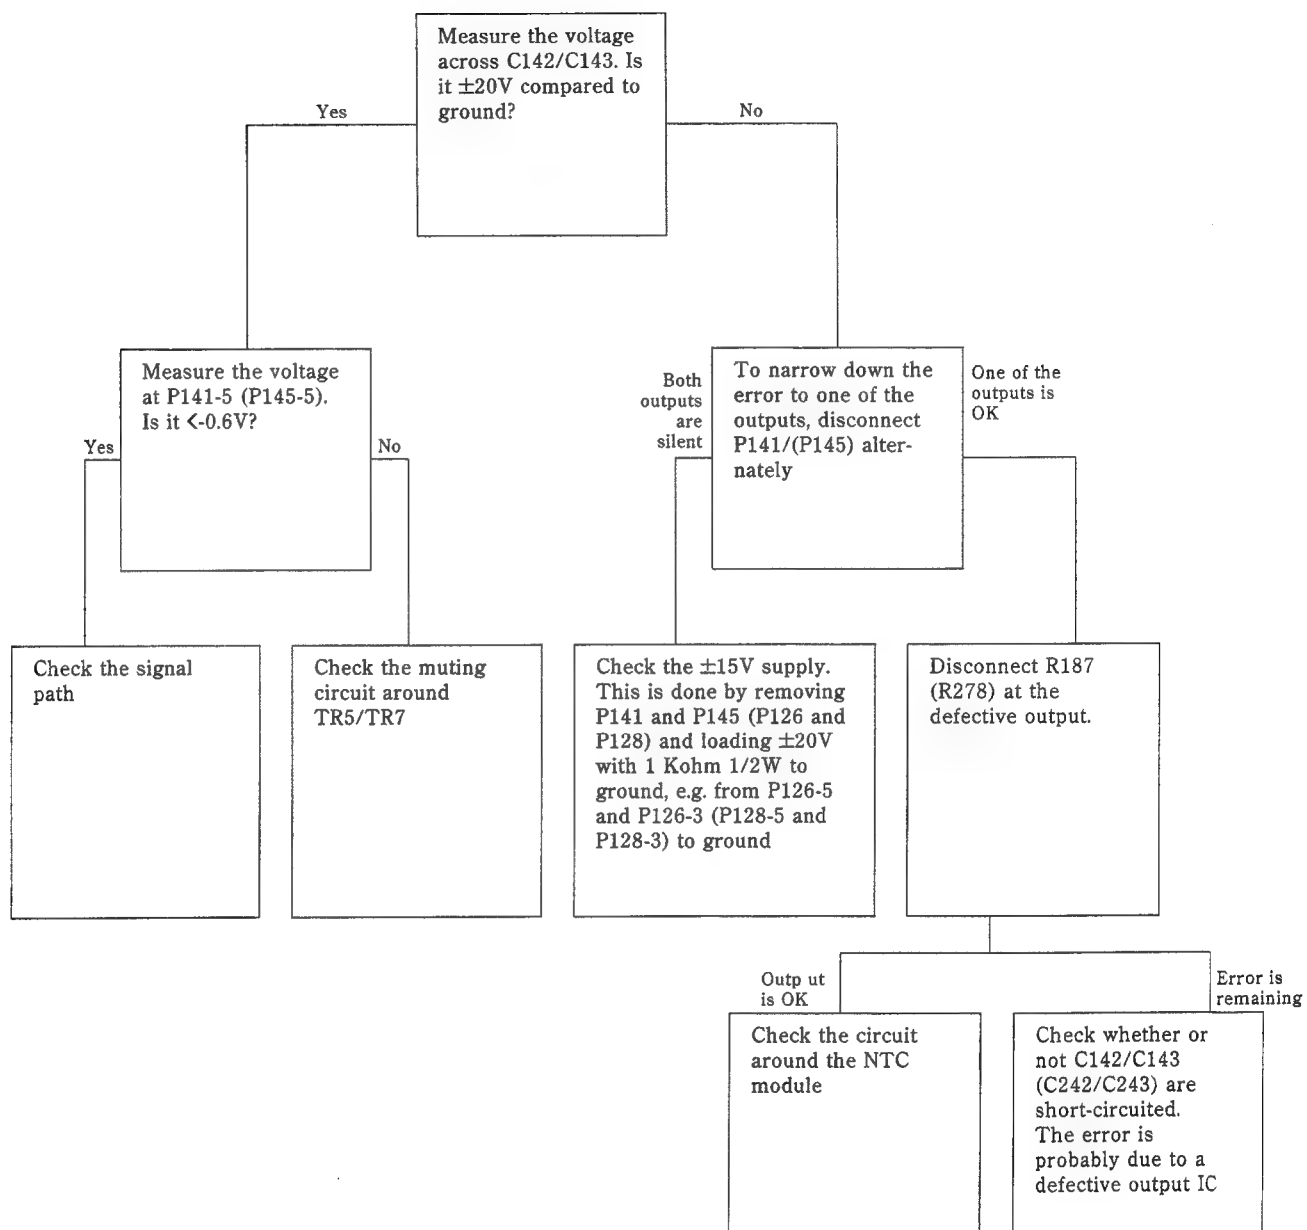 Measure the voltage
across C142/C143. Is
it ±20V compared to
ground?
Yes
No
Measure the voltage
at P141-5 (P145-5).
Is it <-0.6V?
Yes
No
Both
outputs
are
silent
To narrow down the
error to one of the
outputs, disconnect
P141/(P145) alter-
nately
One of the
outputs is
OK
Check the signal
path
Check the muting
circuit around
TR5/TR7
Check the ±15V supply.
This is done by removing
P141 and P145 (P126 and
P128) and loading ±20V
with 1 Kohm 1/2W to
ground, e.g. from P126-5
and P126-3 (P128-5 and
P128-3) to ground
Disconnect R187
(R278) at the
defective output.
Outp ut
is OK
Error is
remaining
Check the circuit
around the NTC
module
Check whether or
not C142/C143
(C242/C243) are
short-circuited.
The error is
probably due to a
defective output IC